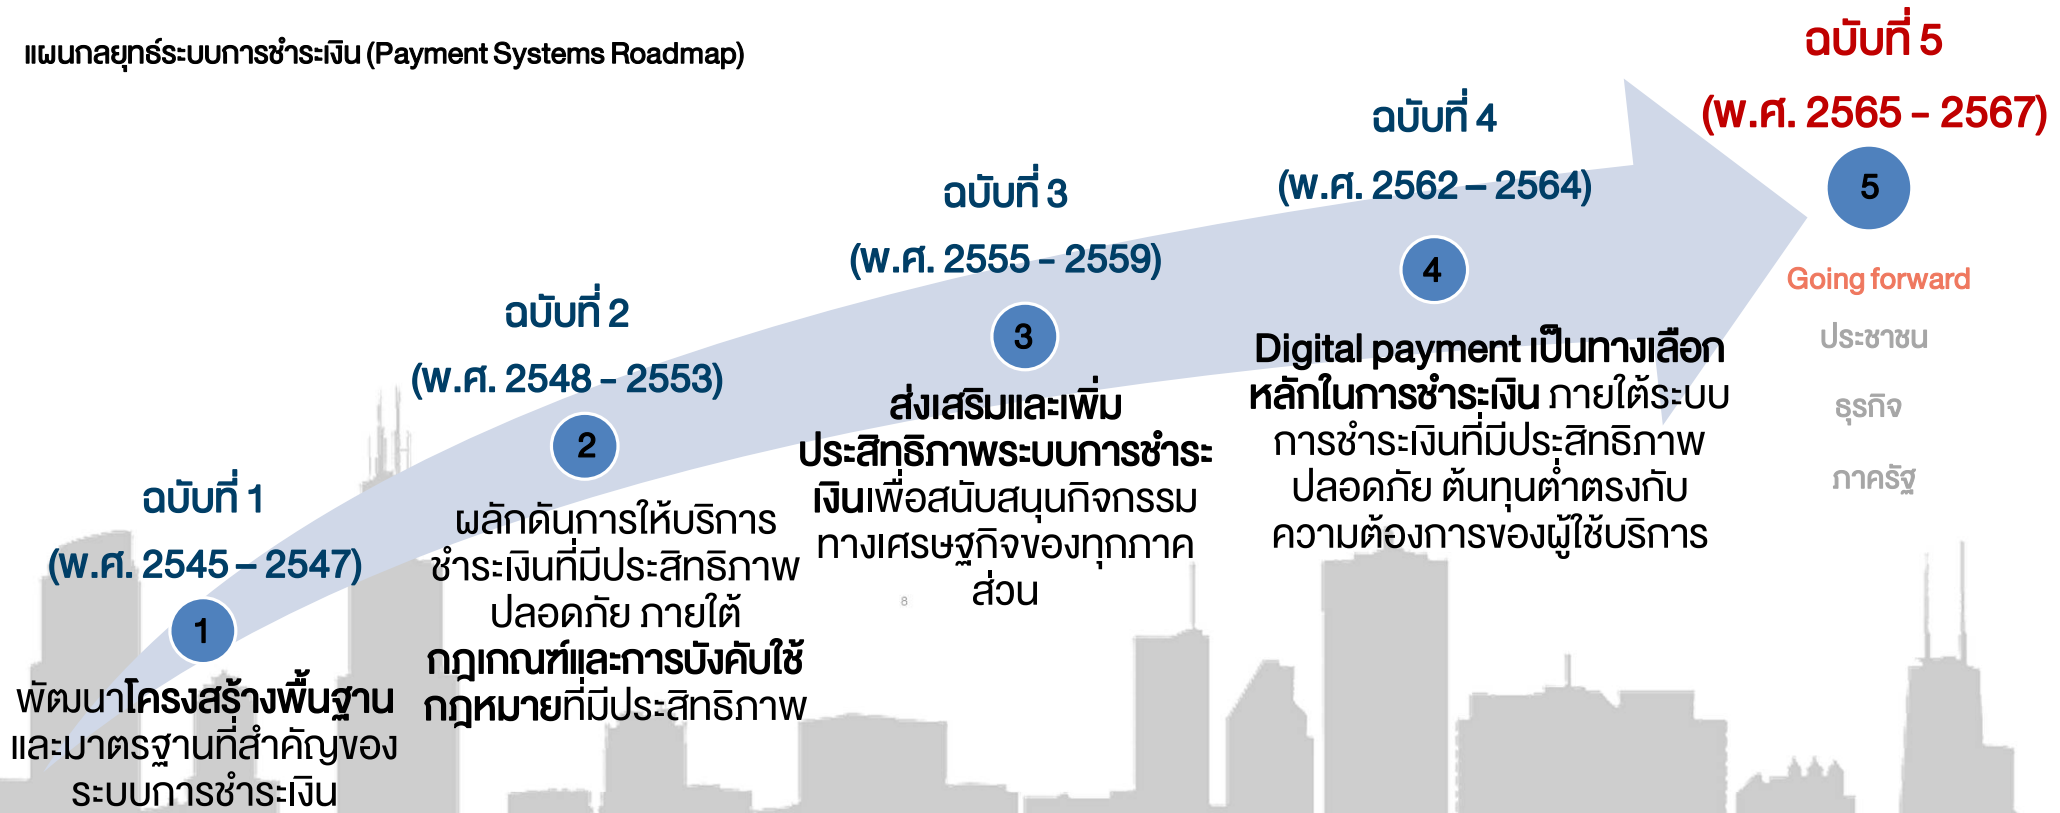 แผนกลยุทธ์ระบบการชำระเงิน (Payment Systems Roadmap)
ฉบับที่ 1
(พ.ศ. 2545 – 2547)
1
พัฒนาโครงสร้างพื้นฐาน
และมาตรฐานที่สำคัญของ
ระบบการชำระเงิน
ฉบับที่ 2
(พ.ศ. 2548 - 2553)
2
ผลักดันการให้บริการ
ชำระเงินที่มีประสิทธิภาพ
ปลอดภัย ภายใต้
กฎเกณฑ์และการบังคับใช้
กฎหมายที่มีประสิทธิภาพ
ฉบับที่ 3
(พ.ศ. 2555 - 2559)
3
ส่งเสริมและเพิ่ม
ประสิทธิภาพระบบการชำระ
เงินเพื่อสนับสนุนกิจกรรม
ทางเศรษฐกิจของทุกภาค
ส่วน
8
ฉบับที่ 4
(พ.ศ. 2562 – 2564)
4
Digital payment เป็นทางเลือก
หลักในการชำระเงิน ภายใต้ระบบ
การชำระเงินที่มีประสิทธิภาพ
ปลอดภัย ต้นทุนต่ำตรงกับ
ความต้องการของผู้ใช้บริการ
ฉบับที่ 5
(พ.ศ. 2565 - 2567)
5
Going forward
ประชาชน
ธุรกิจ
ภาครัฐ